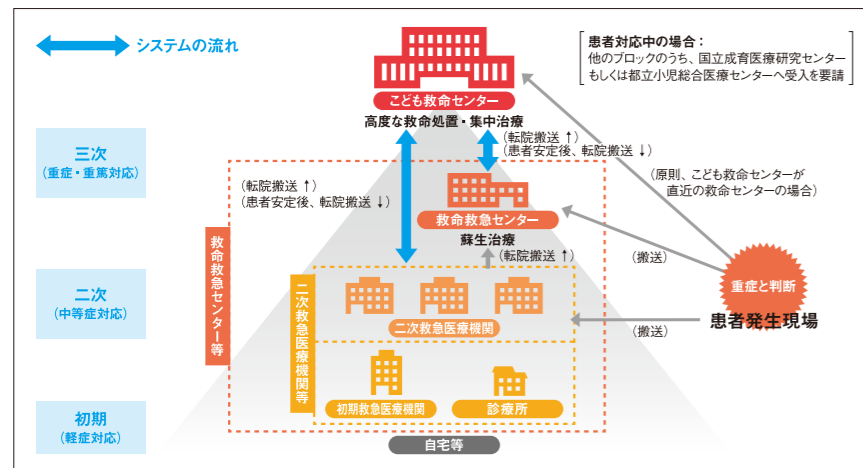 システムの流れ
患者対応中の場合：
他のブロックのうち、国立成育医療研究センター
もしくは都立小児総合医療センターへ受入を要請
こども救命センター
高度な救命処置・集中治療
三次
（重症・重篤対応）
（転院搬送 ↑）
（患者安定後、転院搬送 ↓）
（転院搬送 ↑）
（患者安定後、転院搬送 ↓）
（原則、こども救命センターが
直近の救命センターの場合）
救命救急センター
蘇生治療
（転院搬送 ↑）
（搬送）
重症と判断
患者発生現場
（搬送）
救命救急センター等
二次救急医療機関等
二次
（中等症対応）
二次救急医療機関
初期救急医療機関
診療所
初期
（軽症対応）
自宅等